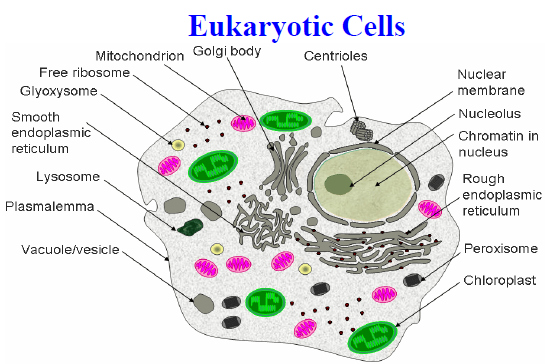 Eukaryotic Cells
Mitochondrion
Golgi body
Centrioles
Free ribosome
Glyoxysome
Smooth
endoplasmic
reticulum
Lysosome
Plasmalemma
Vacuole/vesicle
Nuclear
membrane
Nucleolus
Chromatin in
nucleus
Rough
endoplasmic
reticulum
Peroxisome
Chloroplast